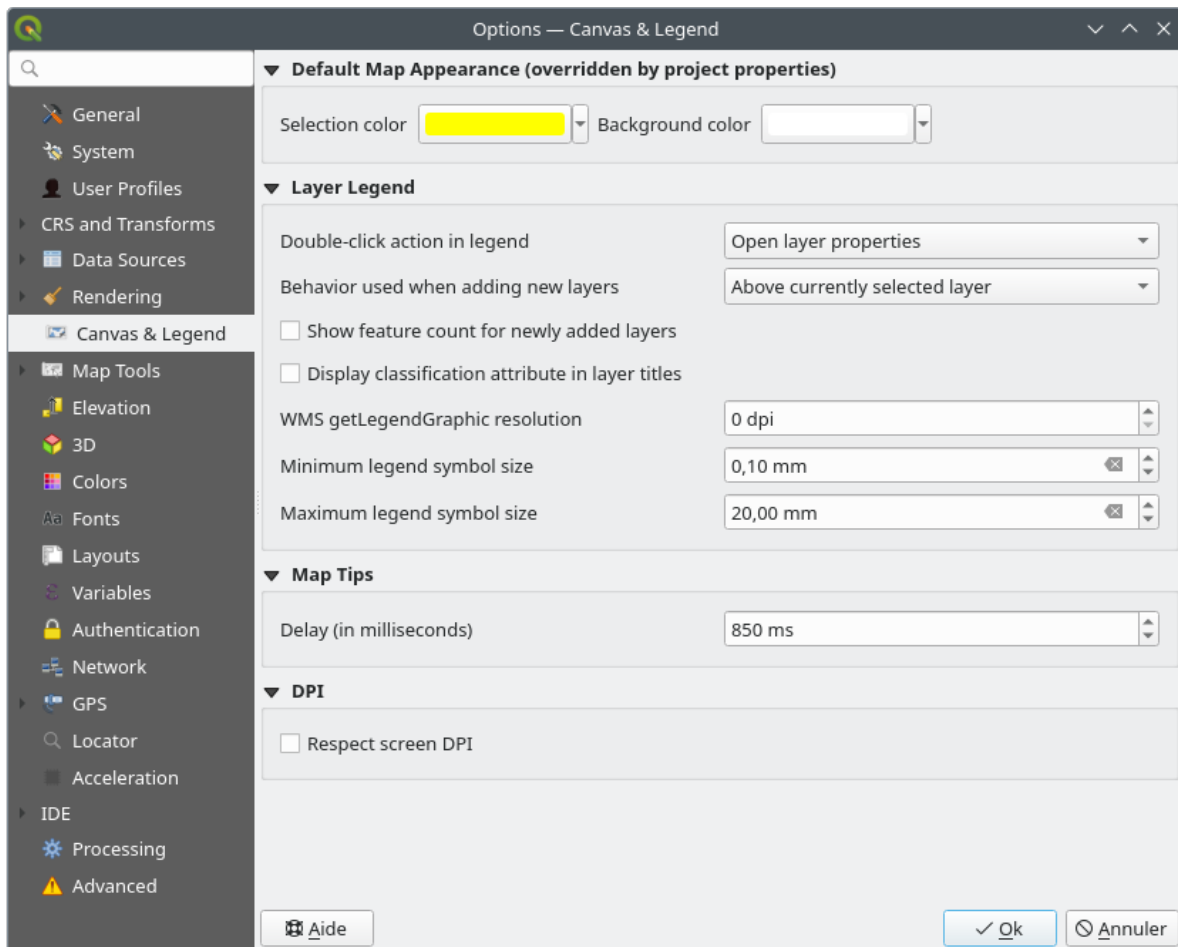 Options — Canvas & Legend
General
System
User Profiles
CRS and Transforms
Data Sources
Rendering
Canvas & Legend
Map Tools
Elevation
3D
Colors
Aa Fonts
Layouts
ε Variables
Authentication
Network
GPS
Locator
Acceleration
IDE
Processing
Advanced
Default Map Appearance (overridden by project properties)
Selection color Background color
Layer Legend
Double-click action in legend Open layer properties
Behavior used when adding new layers Above currently selected layer
Show feature count for newly added layers
Display classification attribute in layer titles
WMS getLegendGraphic resolution 0 dpi
Minimum legend symbol size 0,10 mm
Maximum legend symbol size 20,00 mm
Map Tips
Delay (in milliseconds) 850 ms
DPI
Respect screen DPI
Aide Ok Annuler